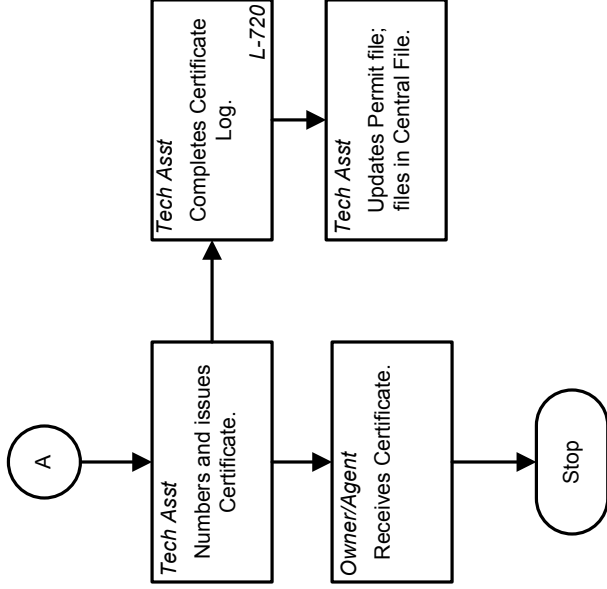 A
Tech Asst
Numbers and issues
Certificate.
Owner/Agent
Receives Certificate.
Stop
Tech Asst
Completes Certificate
Log.
L-720
Tech Asst
Updates Permit file;
files in Central File.